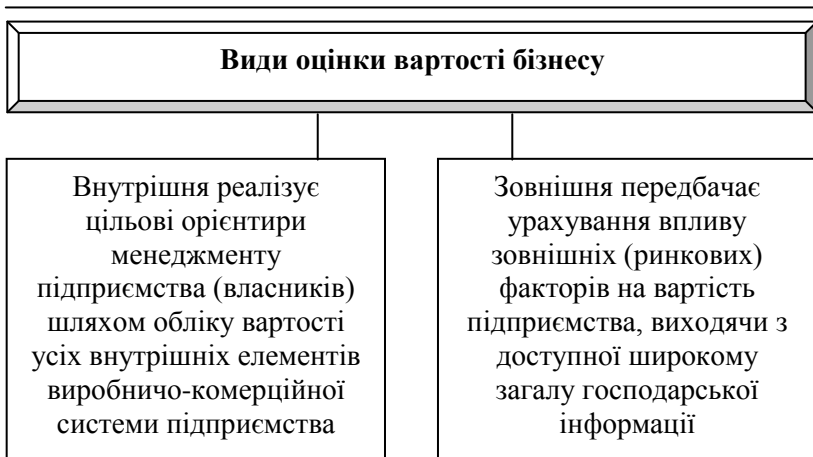 Види оцінки вартості бізнесу
Внутрішня реалізує
цільові орієнтири
менеджменту
підприємства (власників)
шляхом обліку вартості
усіх внутрішніх елементів
виробничо-комерційної
системи підприємства
Зовнішня передбачає
урахування впливу
зовнішніх (ринкових)
факторів на вартість
підприємства, виходячи з
доступної широкому
загалу господарської
інформації